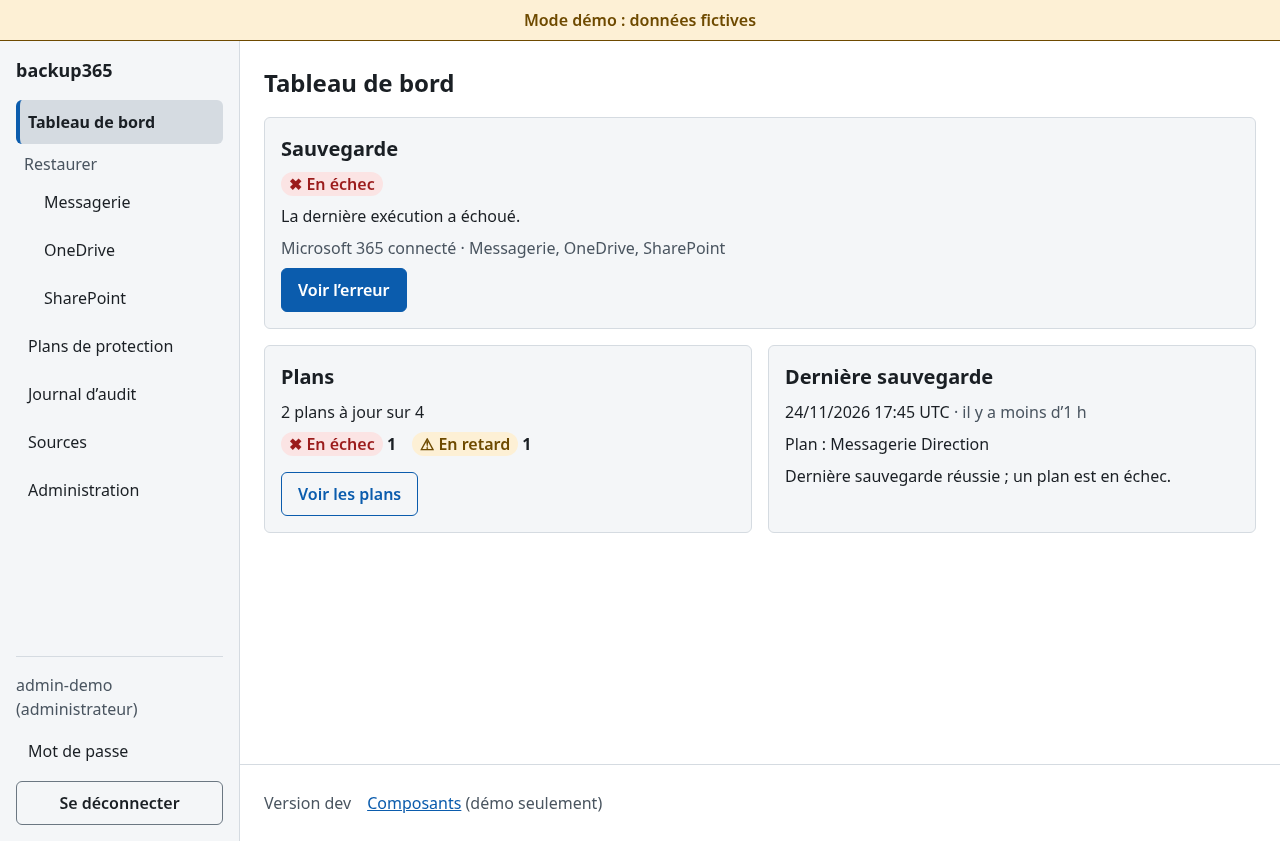 Mode démo : données fictives
backup365
Tableau de bord
Restaurer
Messagerie
OneDrive
SharePoint
Plans de protection
Journal d’audit
Sources
Administration
admin-demo
(administrateur)
Mot de passe
Se déconnecter
Tableau de bord
Sauvegarde
✖ En échec
La dernière exécution a échoué.
Microsoft 365 connecté · Messagerie, OneDrive, SharePoint
Voir l’erreur
Plans
2 plans à jour sur 4
✖ En échec 1 ⚠ En retard 1
Voir les plans
Dernière sauvegarde
24/11/2026 17:45 UTC · il y a moins d’1 h
Plan : Messagerie Direction
Dernière sauvegarde réussie ; un plan est en échec.
Version dev Composants (démo seulement)